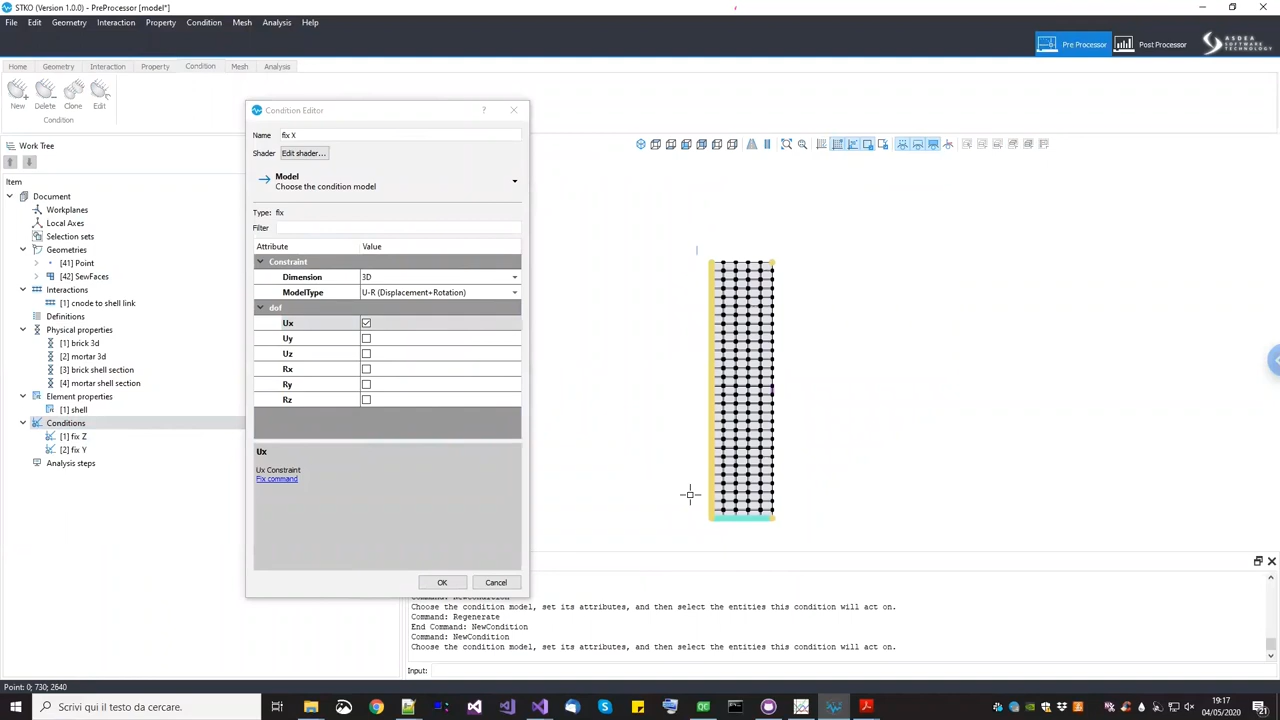 STKO (Version 1.0.0) - PreProcessor [model*]
File Edit Geometry Interaction Property Condition Mesh Analysis Help
Pre Processor Post Processor ASDEA SOFTWARE TECHNOLOGY
Home Geometry Interaction Property Condition Mesh Analysis
New Delete Clone Edit
Condition
Work Tree
Item
Document
Workplanes
Local Axes
Selection sets
Geometries
[41] Point
[42] SewFaces
Interactions
[1] cnode to shell link
Definitions
Physical properties
[1] brick 3d
[2] mortar 3d
[3] brick shell section
[4] mortar shell section
Element properties
[1] shell
Conditions
[1] fix Z
[2] fix Y
Analysis steps
Condition Editor ?
Name fix X
Shader Edit shader...
Model
Choose the condition model
Type: fix
Filter
Attribute Value
Constraint
Dimension 3D
ModelType U-R (Displacement+Rotation)
dof
Ux
Uy
Uz
Rx
Ry
Rz
Ux
Ux Constraint
Fix command
OK Cancel
Choose the condition model, set its attributes, and then select the entities this condition will act on.
Command: Regenerate
End Command: NewCondition
Command: NewCondition
Choose the condition model, set its attributes, and then select the entities this condition will act on.
Input:
Point: 0; 730; 2640
Scrivi qui il testo da cercare.
19:17
04/05/2020